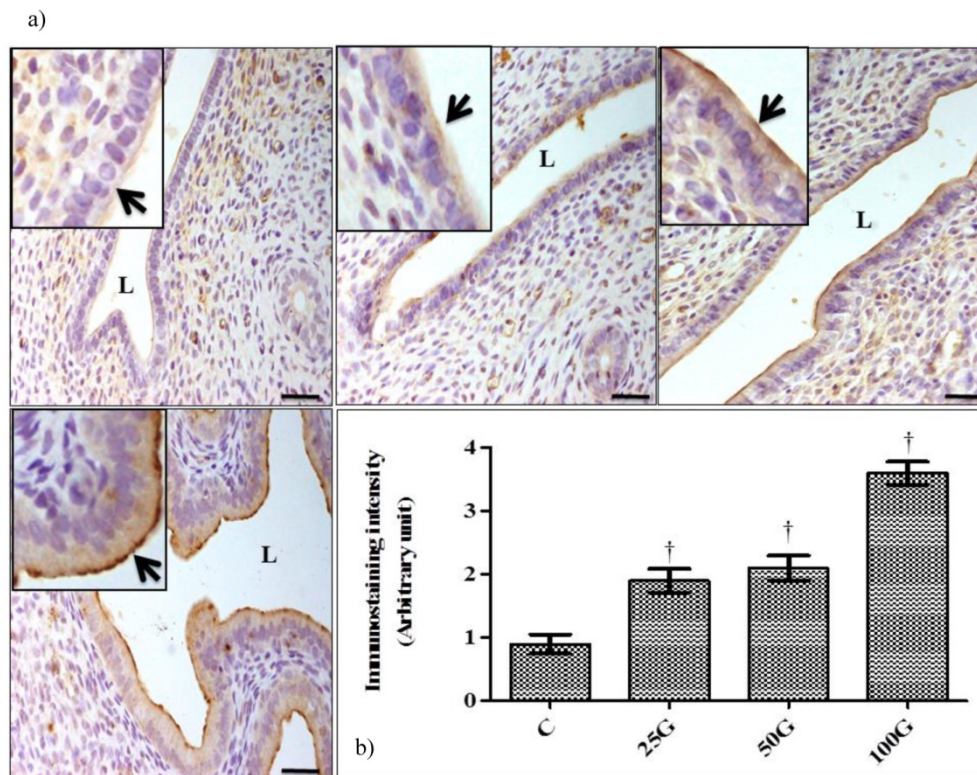 a)
L
L
L
L
b)
Immunostaining intensity
(Arbitrary unit)
4
3
2
1
0
†
†
†
†
C
25G
50G
100G